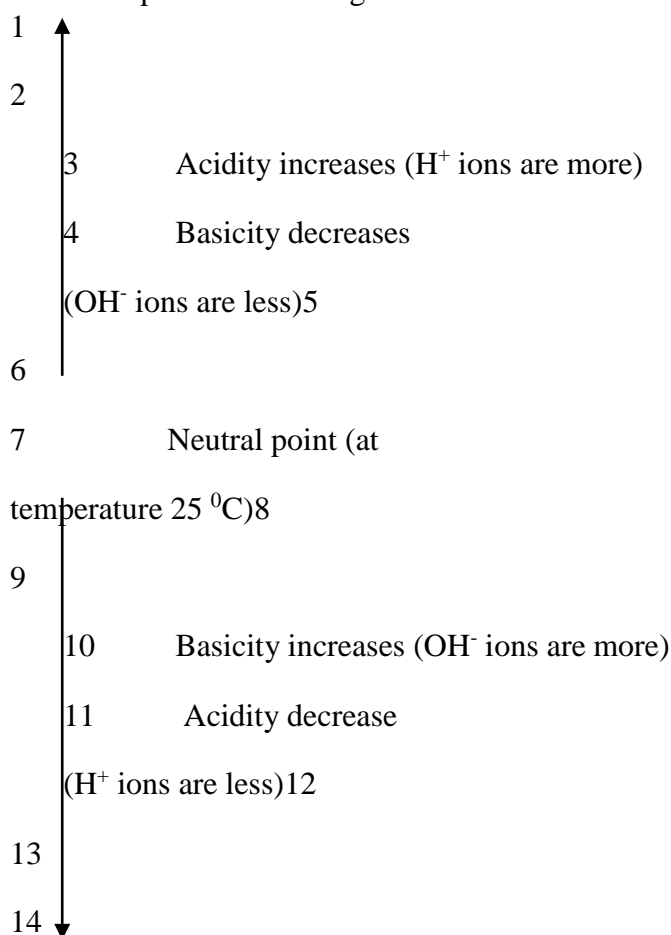 1
2
3 Acidity increases (H⁺ ions are more)
4 Basicity decreases
(OH⁻ ions are less)5
6
7 Neutral point (at
temperature 25 ⁰C)8
9
10 Basicity increases (OH⁻ ions are more)
11 Acidity decrease
(H⁺ ions are less)12
13
14